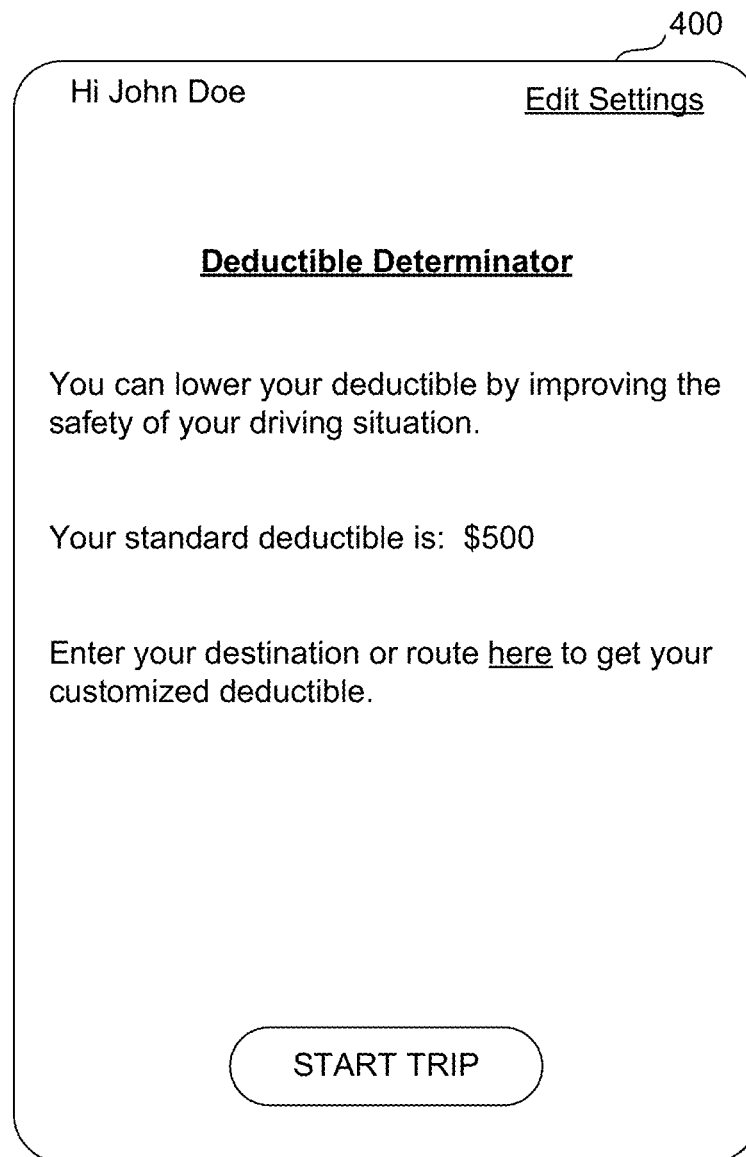 400
Hi John Doe
Edit Settings
Deductible Determinator
You can lower your deductible by improving the
safety of your driving situation.
Your standard deductible is:  $500
Enter your destination or route here to get your
customized deductible.
START TRIP